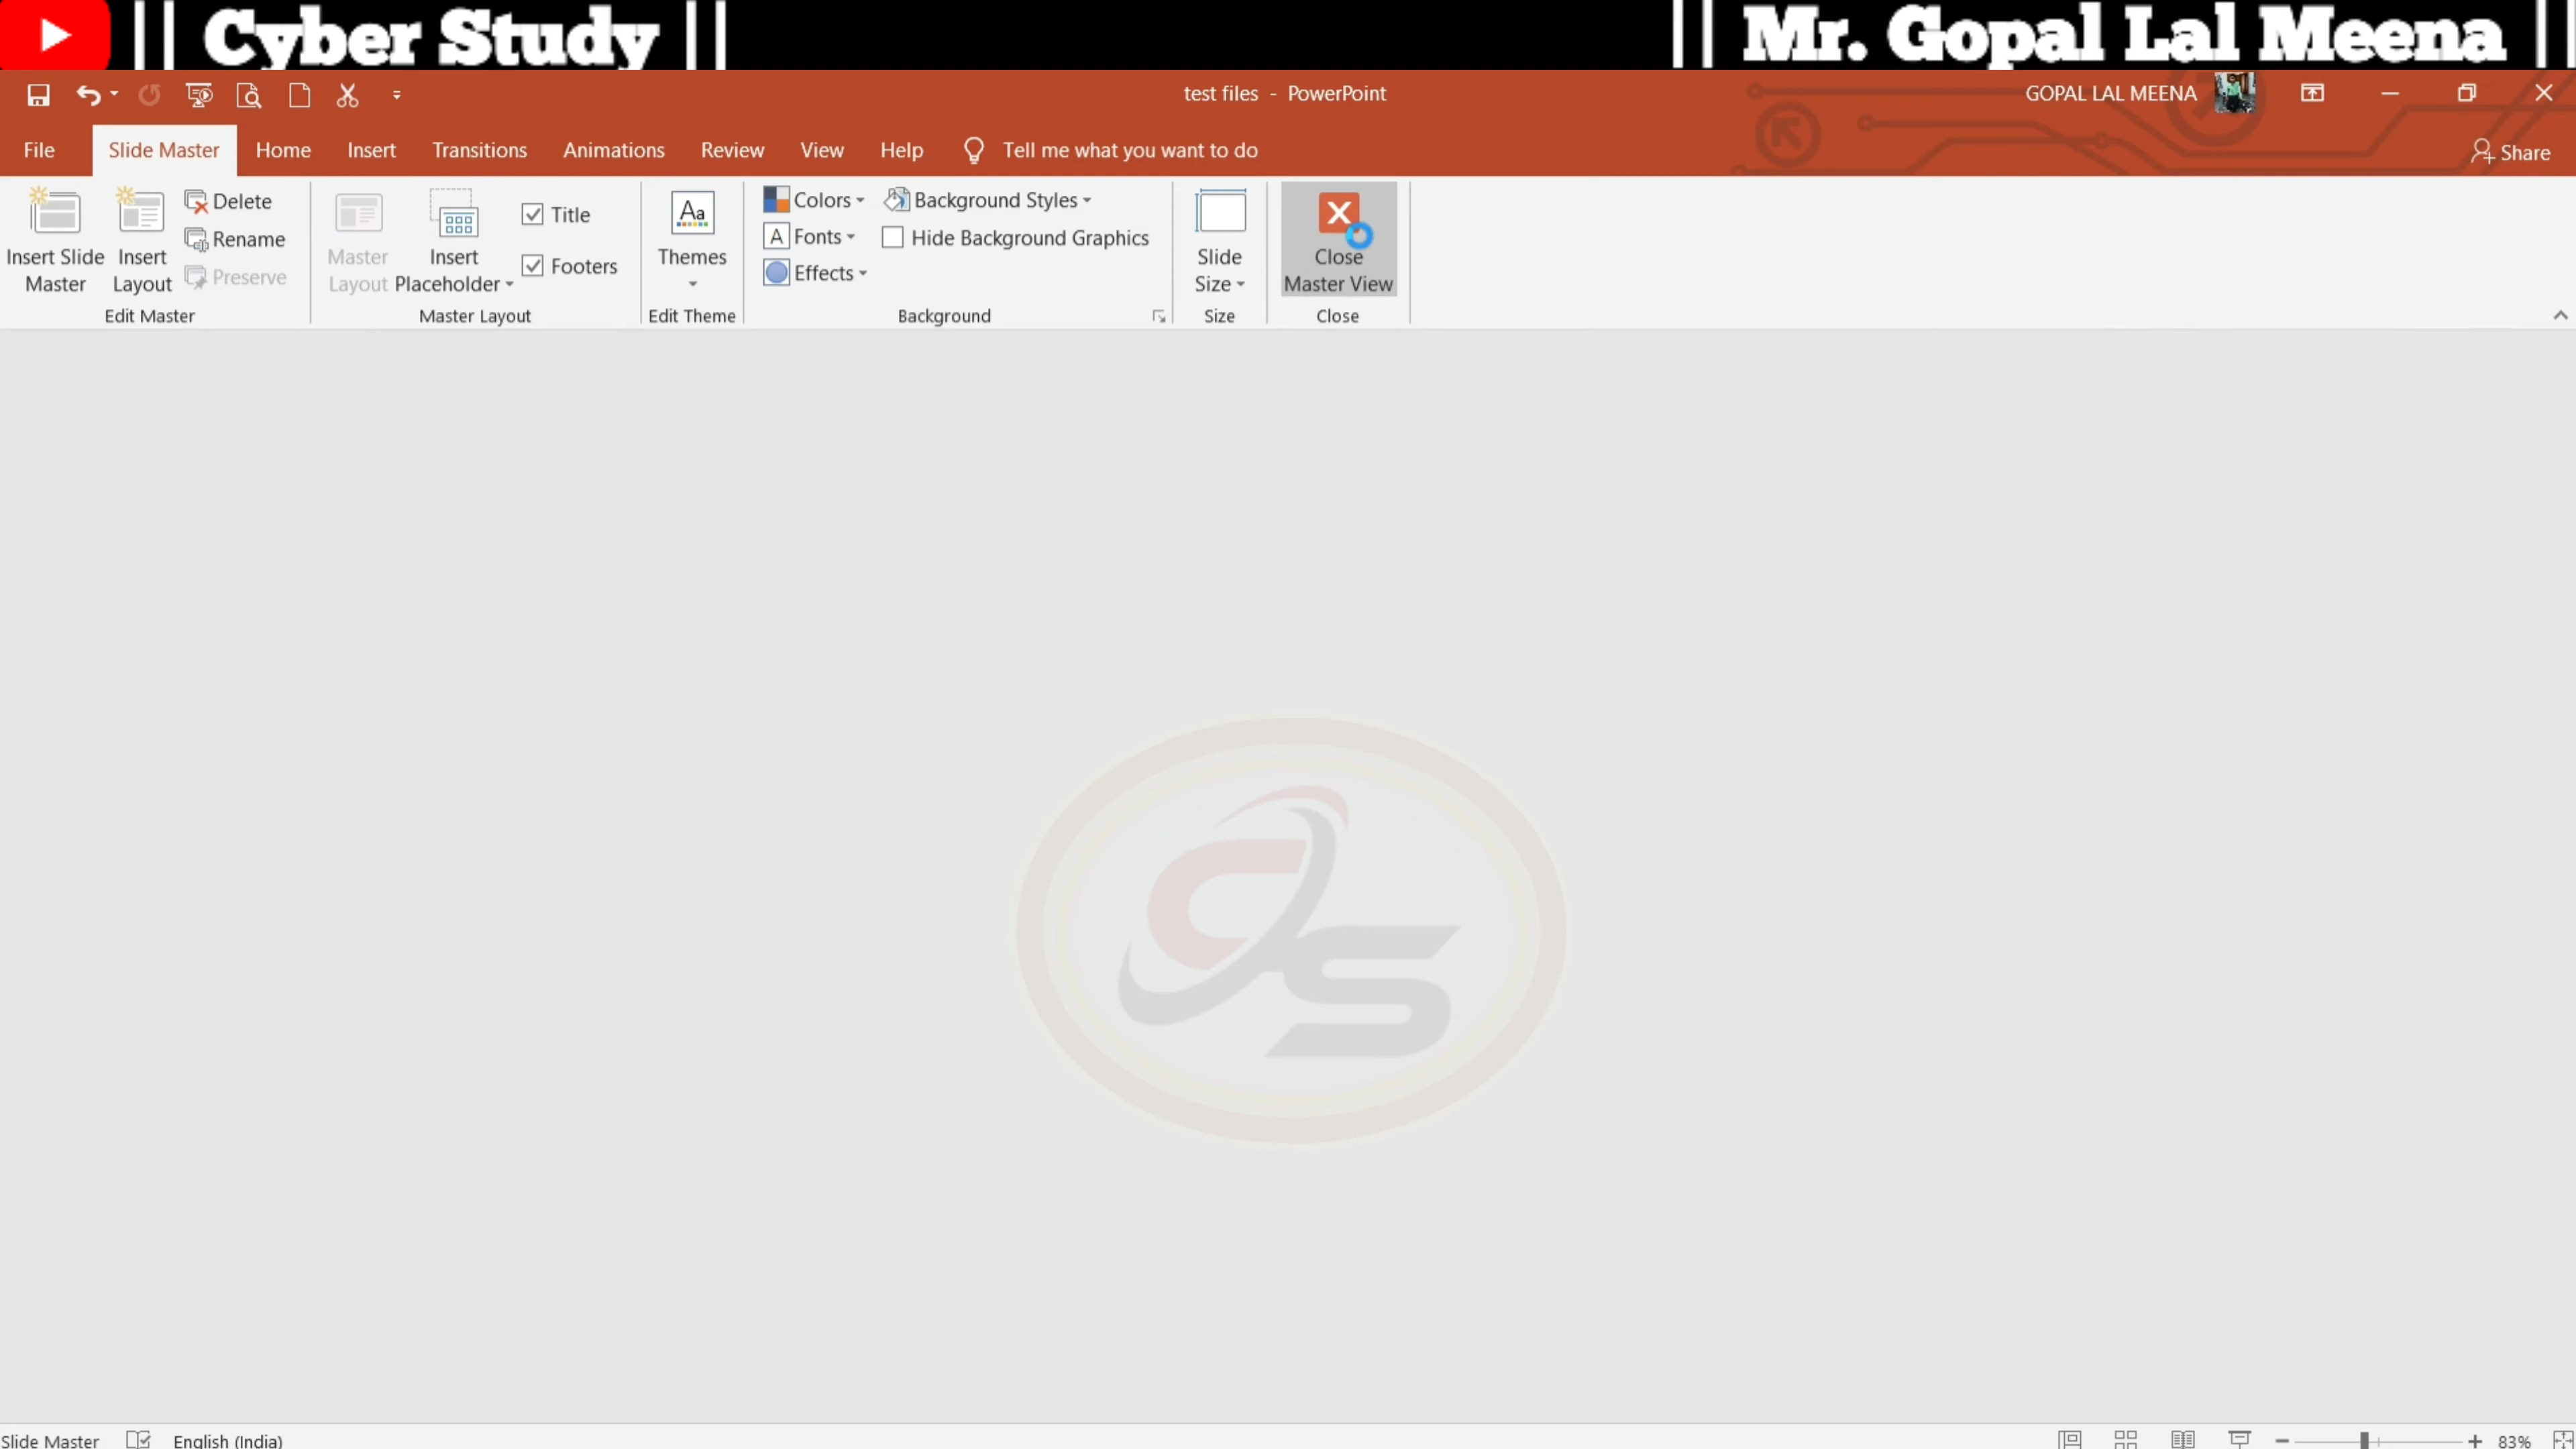 || Cyber Study ||
|| Mr. Gopal Lal Meena ||
test files - PowerPoint
GOPAL LAL MEENA
File
Slide Master
Home
Insert
Transitions
Animations
Review
View
Help
Tell me what you want to do
Share
Insert Slide
Master
Insert
Layout
Delete
Rename
Preserve
Edit Master
Master
Layout
Insert
Placeholder
Title
Footers
Master Layout
Aa
Themes
Edit Theme
Colors
A Fonts
Effects
Background Styles
Hide Background Graphics
Background
Slide
Size
Size
Close
Master View
Close
CS
Slide Master
English (India)
83%